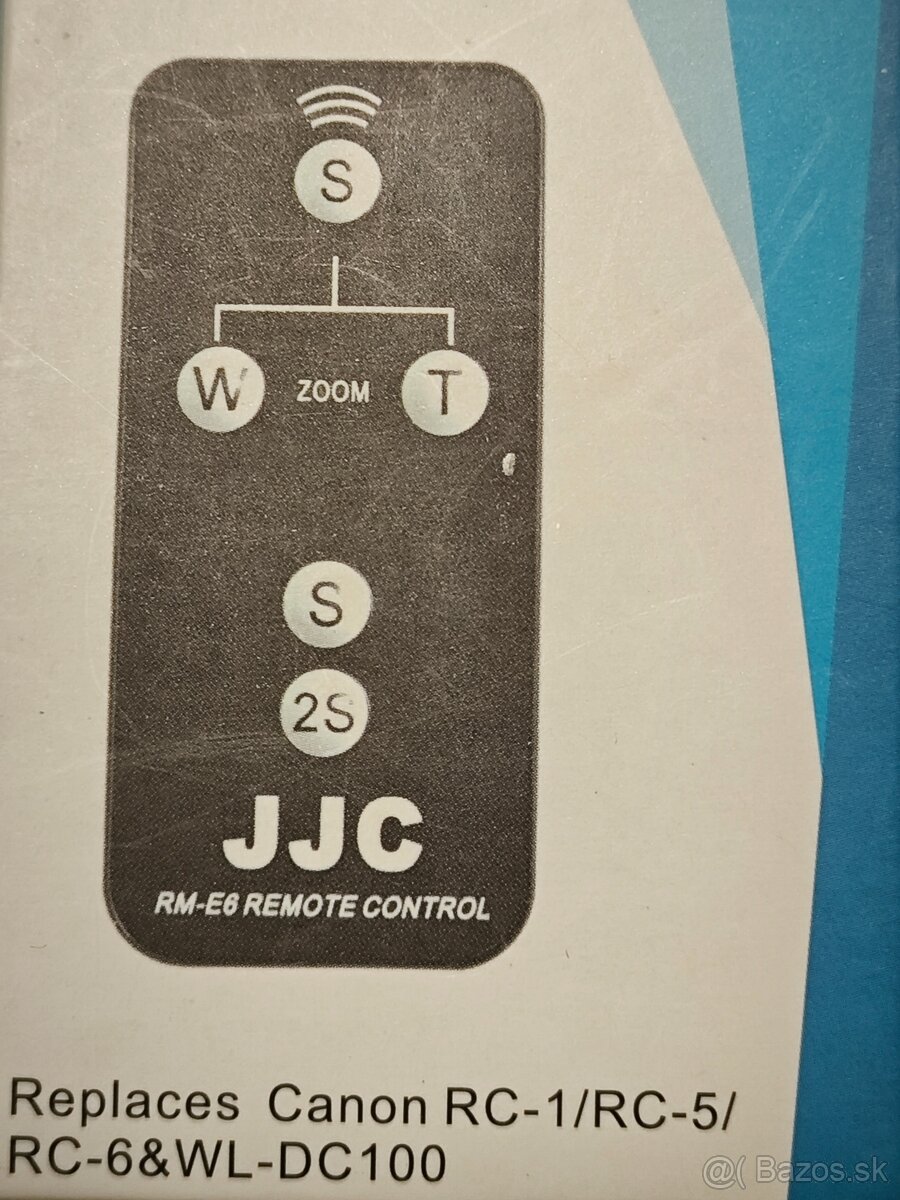 S
W ZOOM T
S
2S
JJC
RM-E6 REMOTE CONTROL
Replaces Canon RC-1/RC-5/
RC-6&WL-DC100
@( Bazos.sk